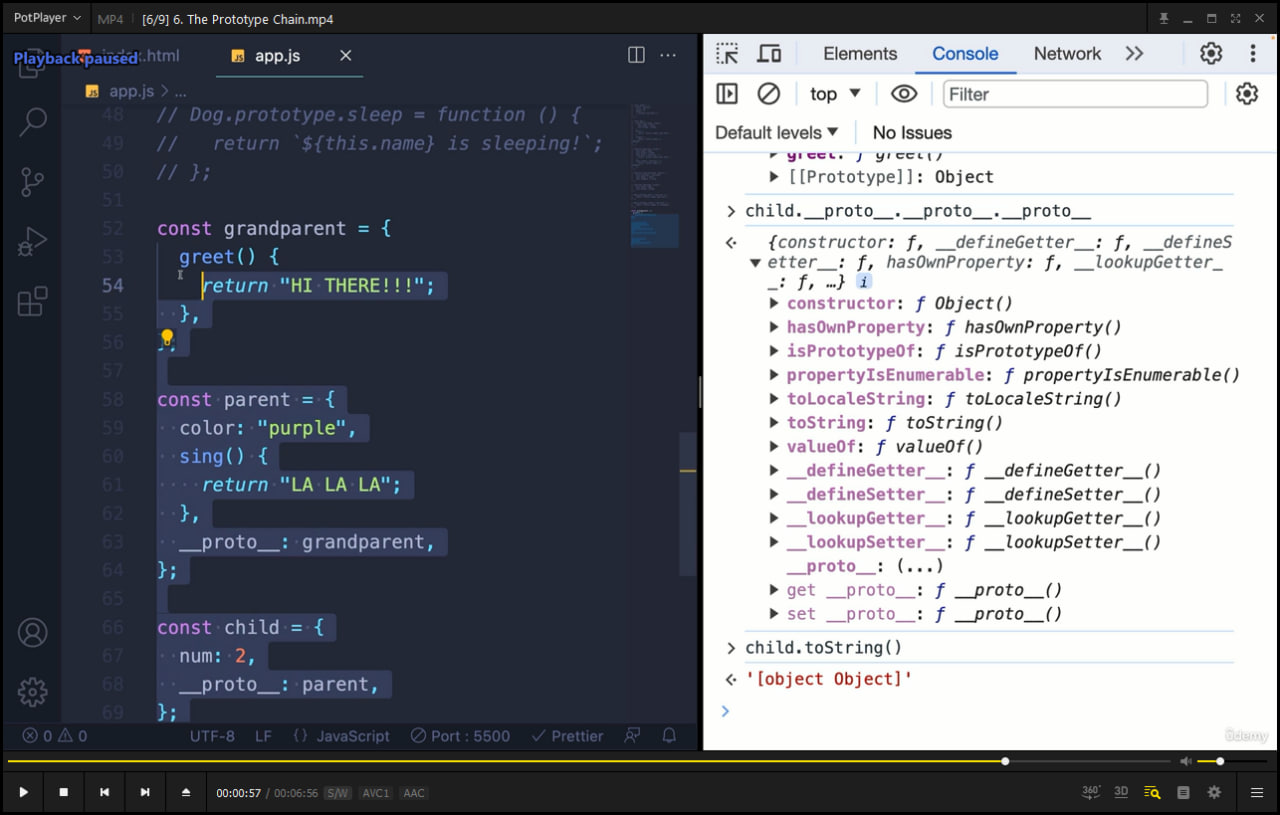 PotPlayer
MP4
[6/9] 6. The Prototype Chain.mp4
Playback paused
index.html
app.js
app.js > ...
48 // Dog.prototype.sleep = function () {
49 //   return `${this.name} is sleeping!`;
50 // };
51
52 const grandparent = {
53   greet() {
54     return "HI THERE!!!";
55   },
56 };
57
58 const parent = {
59   color: "purple",
60   sing() {
61     return "LA LA LA";
62   },
63   __proto__: grandparent,
64 };
65
66 const child = {
67   num: 2,
68   __proto__: parent,
69 };
0 0 UTF-8 LF {} JavaScript Port : 5500 Prettier
Elements Console Network
top Filter
Default levels No Issues
greet: ƒ greet()
[[Prototype]]: Object
child.__proto__.__proto__.__proto__
{constructor: ƒ, __defineGetter__: ƒ, __defineS
etter__: ƒ, hasOwnProperty: ƒ, __lookupGetter_
_: ƒ, …} i
constructor: ƒ Object()
hasOwnProperty: ƒ hasOwnProperty()
isPrototypeOf: ƒ isPrototypeOf()
propertyIsEnumerable: ƒ propertyIsEnumerable()
toLocaleString: ƒ toLocaleString()
toString: ƒ toString()
valueOf: ƒ valueOf()
__defineGetter__: ƒ __defineGetter__()
__defineSetter__: ƒ __defineSetter__()
__lookupGetter__: ƒ __lookupGetter__()
__lookupSetter__: ƒ __lookupSetter__()
__proto__: (...)
get __proto__: ƒ __proto__()
set __proto__: ƒ __proto__()
child.toString()
'[object Object]'
ûdemy
00:00:57 / 00:06:56 S/W AVC1 AAC
360° 3D